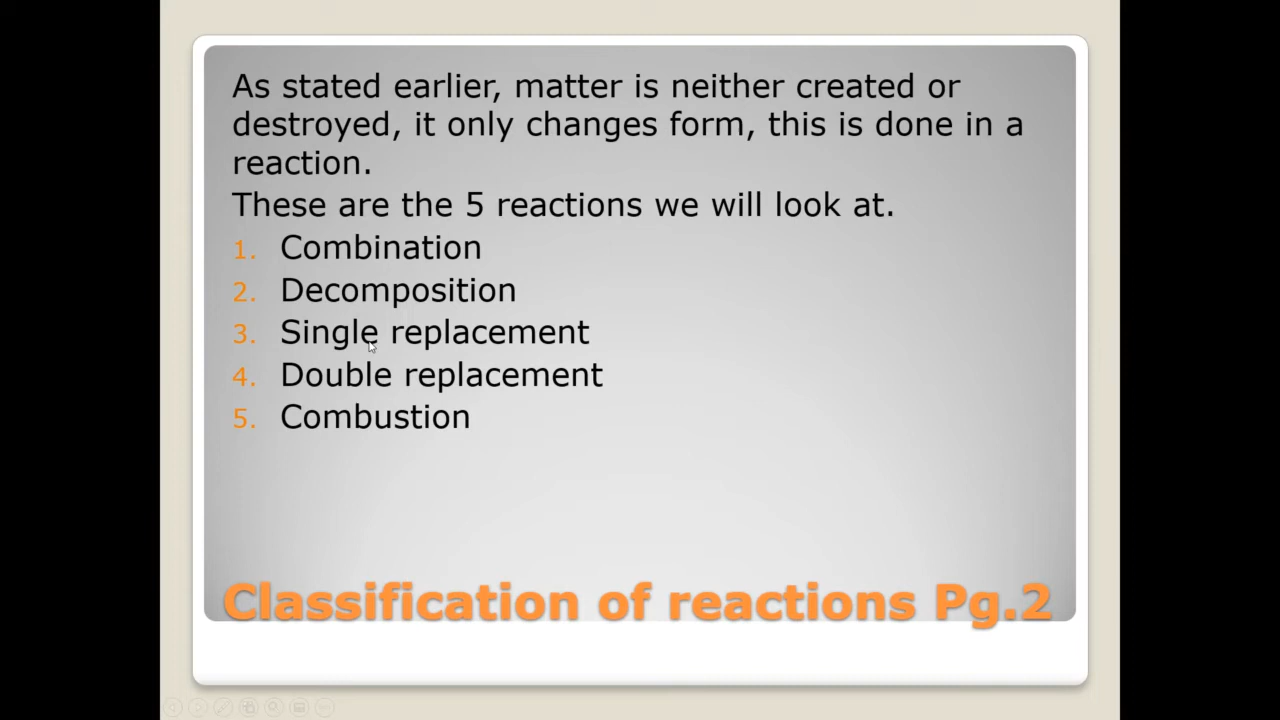 As stated earlier, matter is neither created or
destroyed, it only changes form, this is done in a
reaction.
These are the 5 reactions we will look at.
1. Combination
2. Decomposition
3. Single replacement
4. Double replacement
5. Combustion
Classification of reactions Pg.2